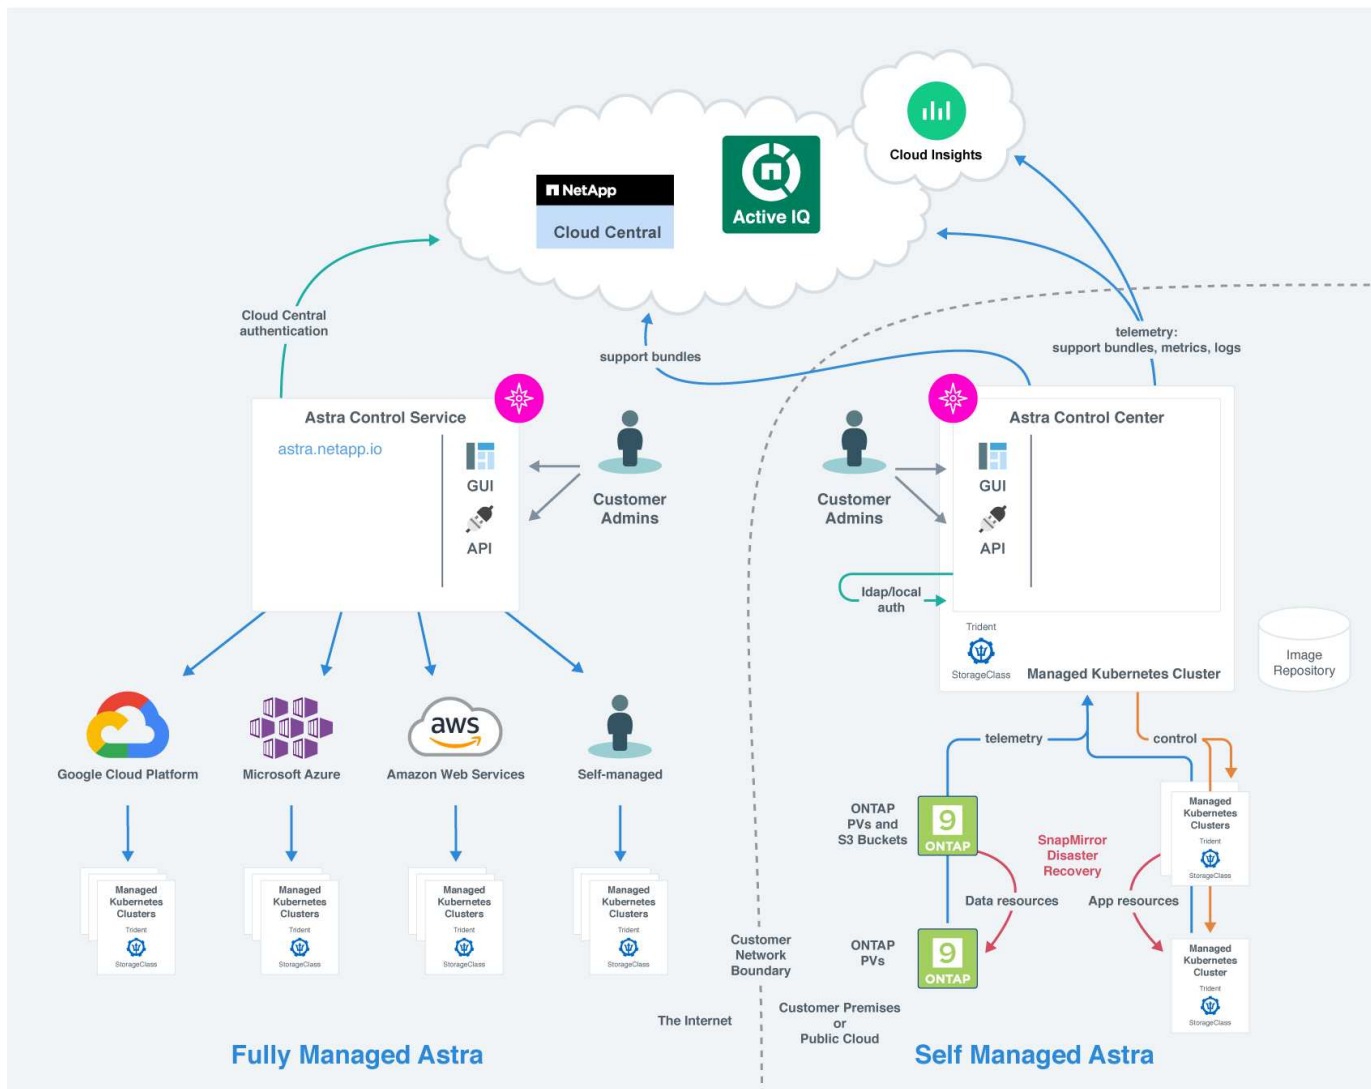 Cloud Insights
NetApp
Cloud Central
Active IQ
Cloud Central
authentication
support bundles
telemetry:
support bundles, metrics, logs
Astra Control Service
astra.netapp.io
GUI
API
Customer
Admins
Customer
Admins
Astra Control Center
GUI
API
ldap/local
auth
Trident
StorageClass
Managed Kubernetes Cluster
Image
Repository
Google Cloud Platform
Microsoft Azure
aws
Amazon Web Services
Self-managed
telemetry
control
Managed
Kubernetes
Clusters
Trident
StorageClass
Managed
Kubernetes
Clusters
Trident
StorageClass
Managed
Kubernetes
Clusters
Trident
StorageClass
Managed
Kubernetes
Clusters
Trident
StorageClass
ONTAP
PVs and
S3 Buckets
9
ONTAP
SnapMirror
Disaster
Recovery
Managed
Kubernetes
Clusters
Trident
StorageClass
Data resources
App resources
ONTAP
PVs
9
ONTAP
Managed
Kubernetes
Cluster
Trident
StorageClass
Customer
Network
Boundary
The Internet
Customer Premises
or
Public Cloud
Fully Managed Astra
Self Managed Astra